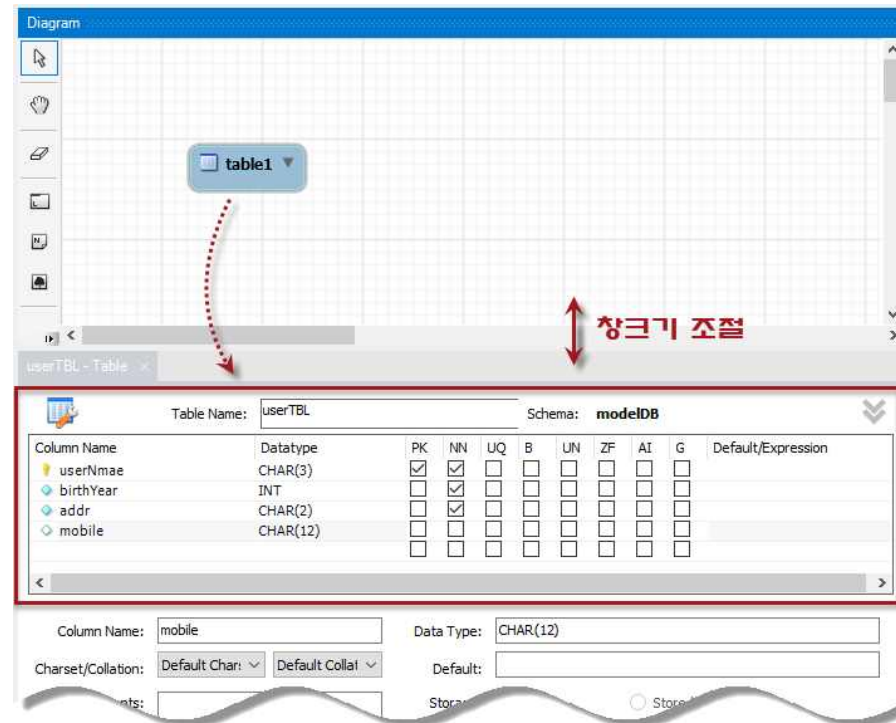 Diagram
table1
창크기 조절
userTBL - Table
Table Name: userTBL Schema: modelDB
Column Name Datatype PK NN UQ B UN ZF AI G Default/Expression
userNmae CHAR(3)
birthYear INT
addr CHAR(2)
mobile CHAR(12)
Column Name: mobile Data Type: CHAR(12)
Charset/Collation: Default Chars Default Collat Default: